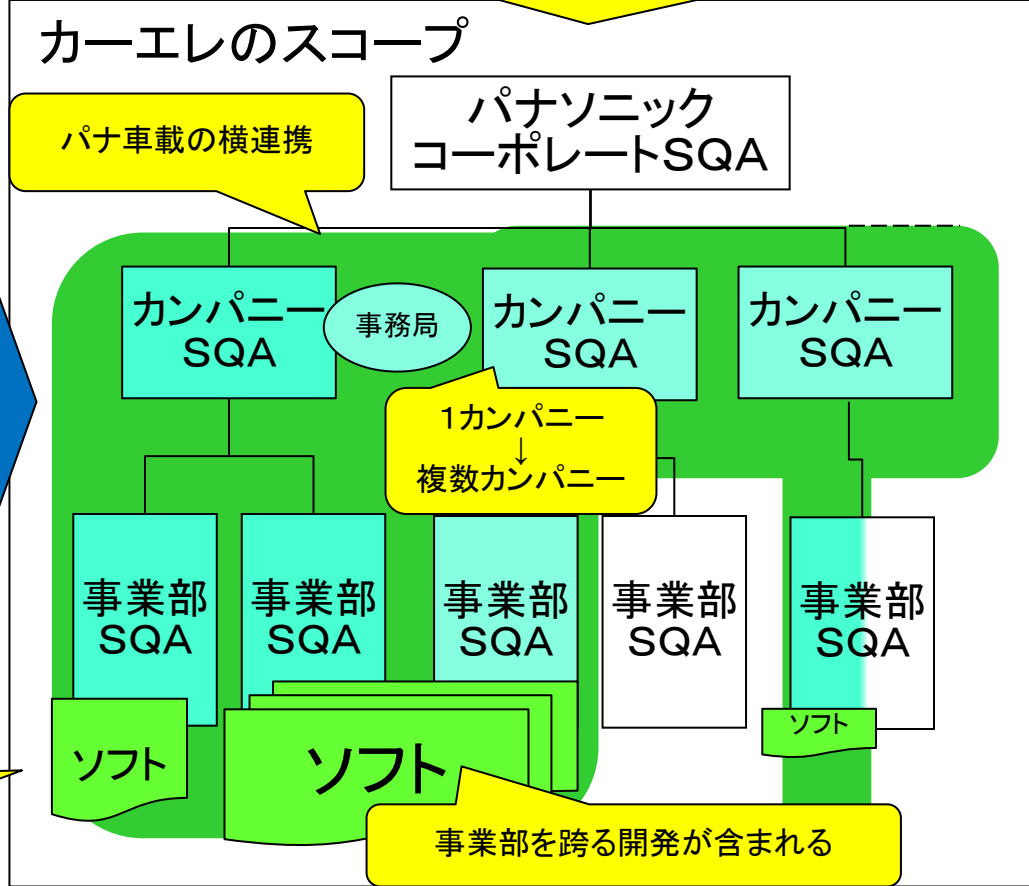 カーエレのスコープ
パナソニック
コーポレートSQA
パナ車載の横連携
カンパニー
SQA
事務局
カンパニー
SQA
カンパニー
SQA
1カンパニー
↓
複数カンパニー
事業部
SQA
事業部
SQA
事業部
SQA
事業部
SQA
事業部
SQA
ソフト
ソフト
ソフト
事業部を跨る開発が含まれる